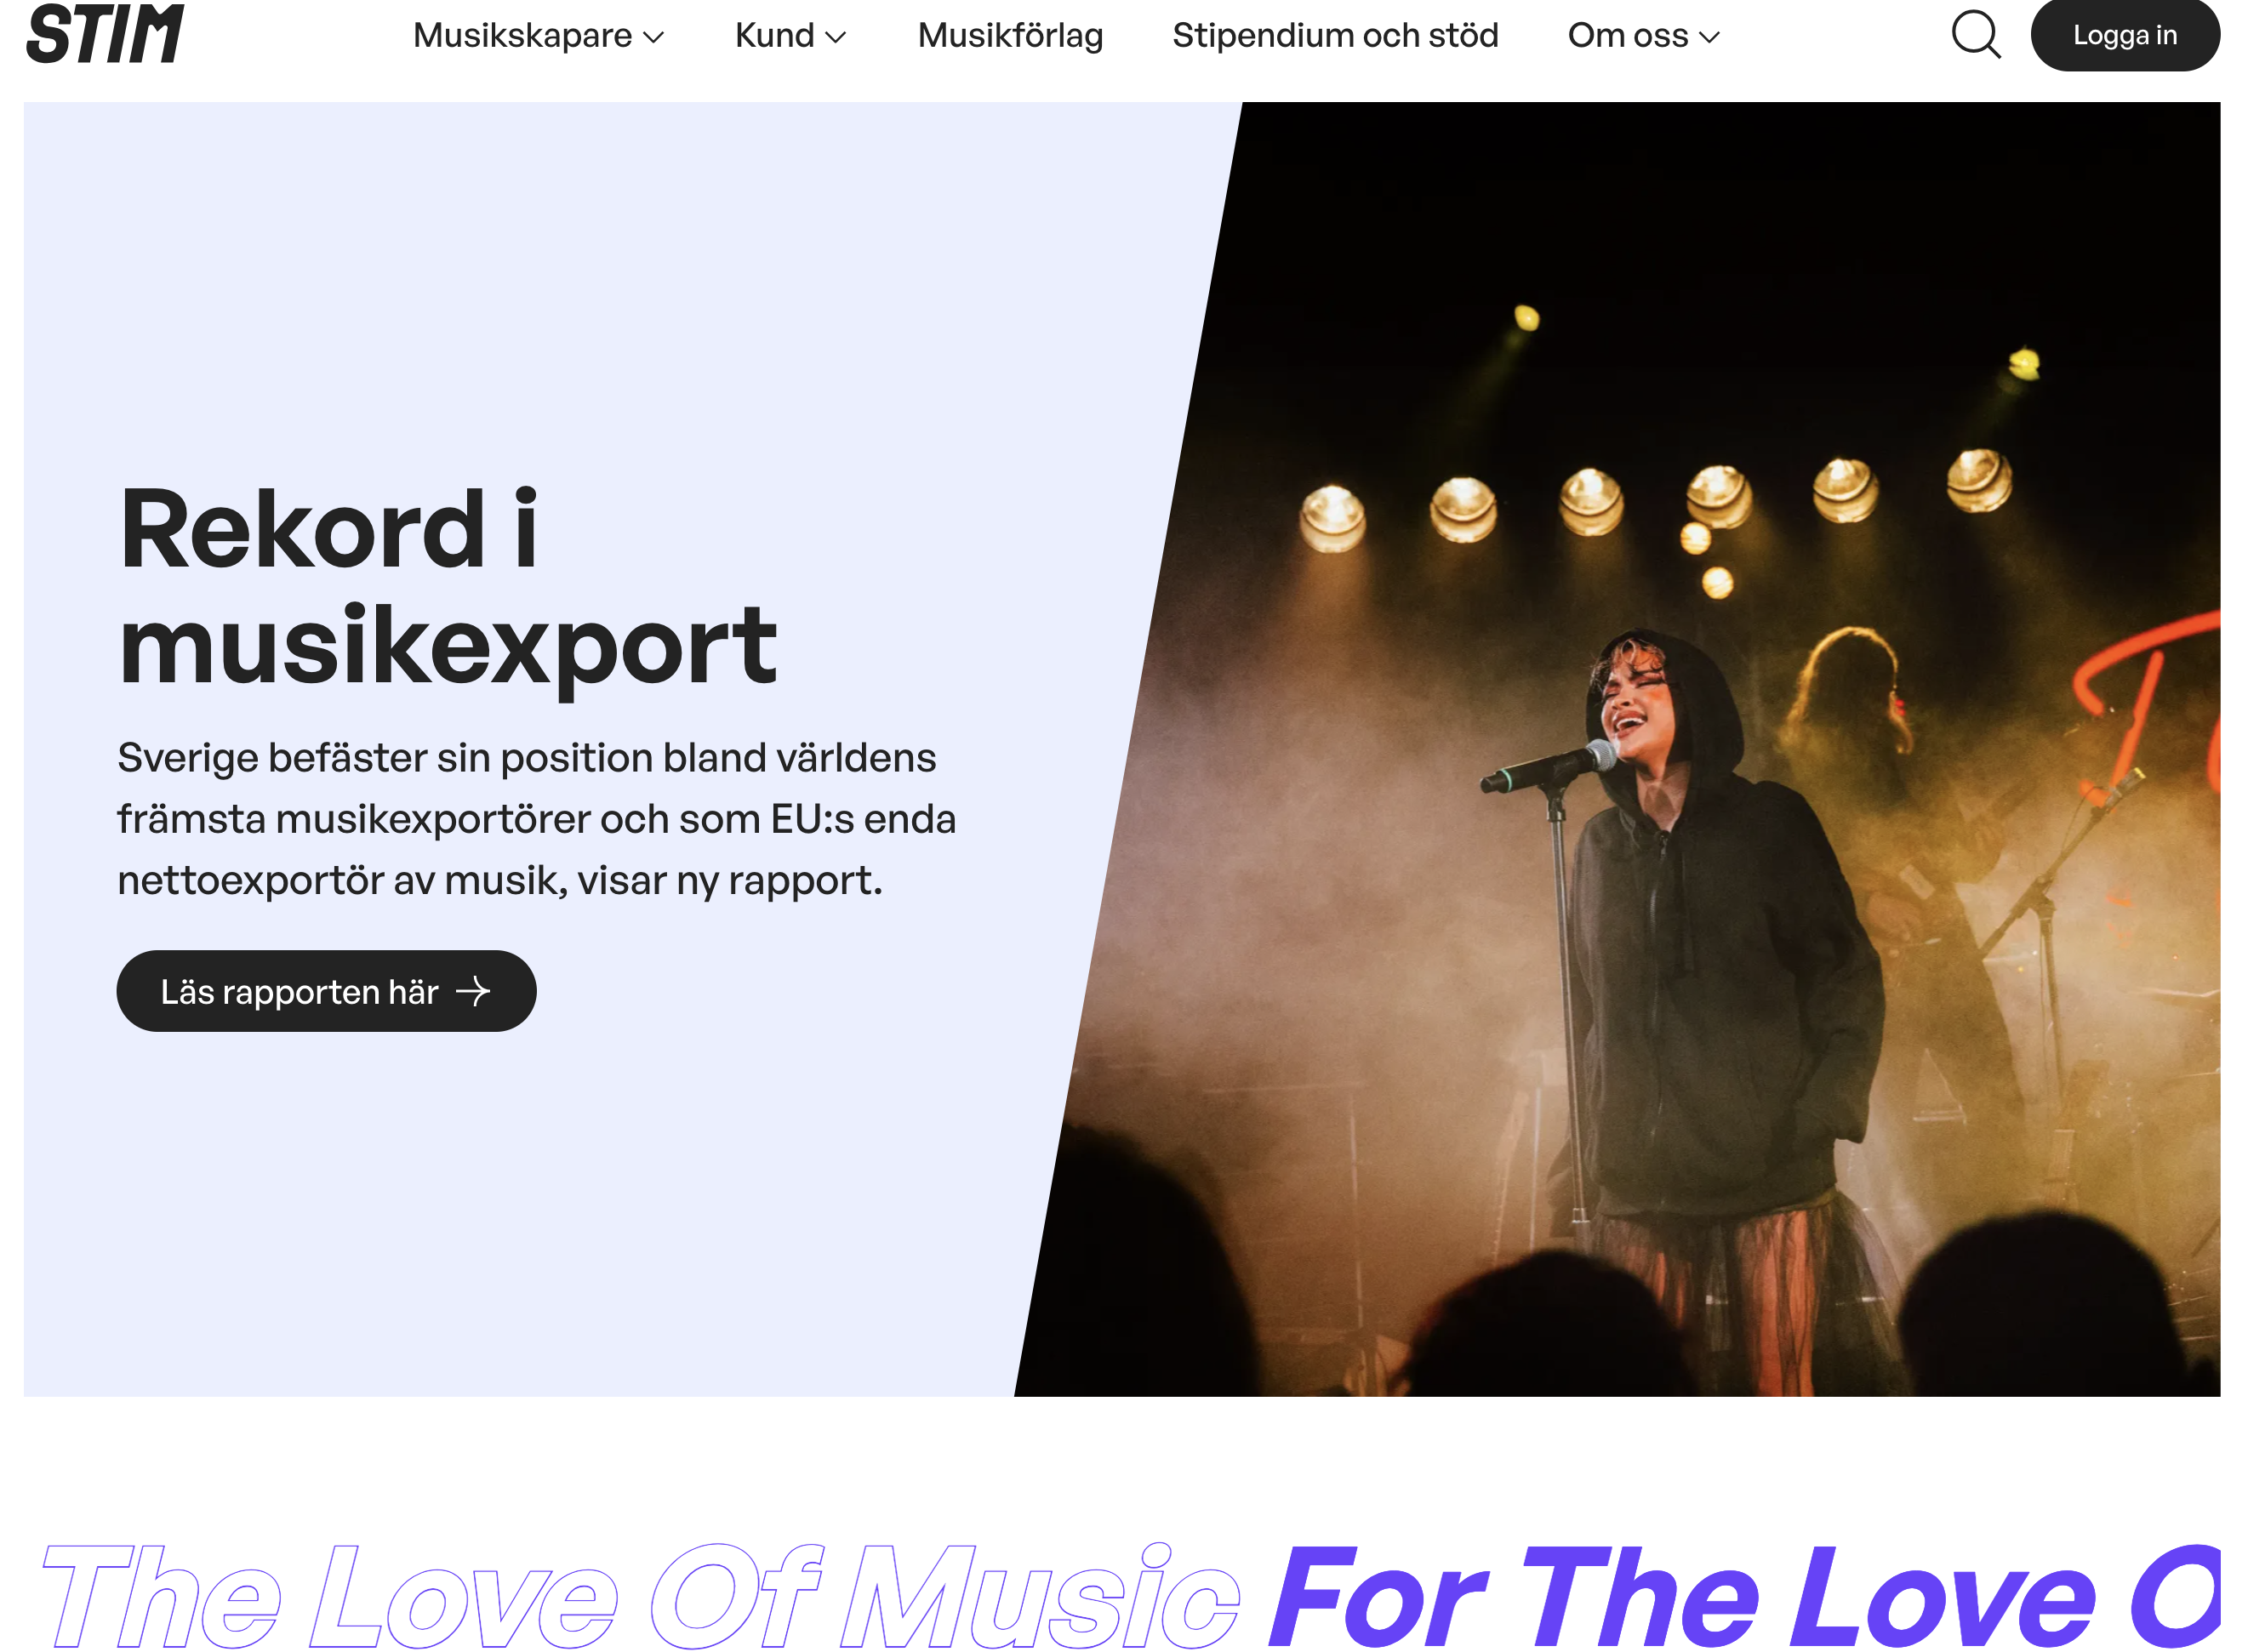 STIM
Musikskapare
Kund
Musikförlag
Stipendium och stöd
Om oss
Logga in
Rekord i
musikexport
Sverige befäster sin position bland världens
främsta musikexportörer och som EU:s enda
nettoexportör av musik, visar ny rapport.
Läs rapporten här
The Love Of Music For The Love O